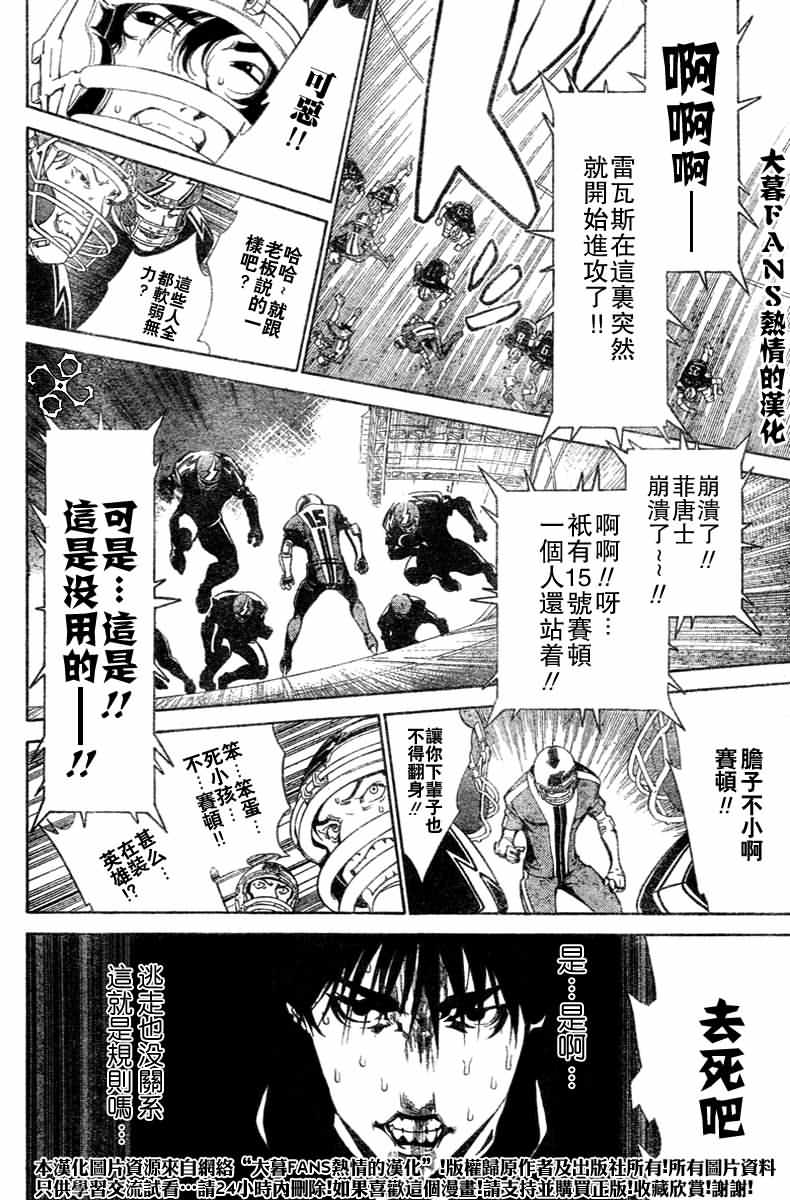 大暮FANS熱情的漢化
啊啊啊—
雷瓦斯在這裏突然
就開始進攻了!!
可惡!!
哈哈~就跟
老板説的一
樣吧?
這些人全
都軟弱無
力?
崩潰了!!
菲唐士
崩潰了~~!!
啊啊!!呀…
衹有15號賽頓
一個人還站着!!
15
可是…這是!!
這是没用的—!!
膽子不小啊
賽頓!!
讓你下輩子也
不得翻身!!
笨…笨蛋…
死小孩…
不…賽頓!!
甚么…
在裝
英雄!?
去死吧
是…是啊…
逃走也没關系
這就是規則嗎…
本漢化圖片資源來自網絡“大暮FANS熱情的漢化”!版權歸原作者及出版社所有!所有圖片資料
只供學習交流試看…請24小時内刪除!如果喜歡這個漫畫!請支持並購買正版!收藏欣賞!謝謝!